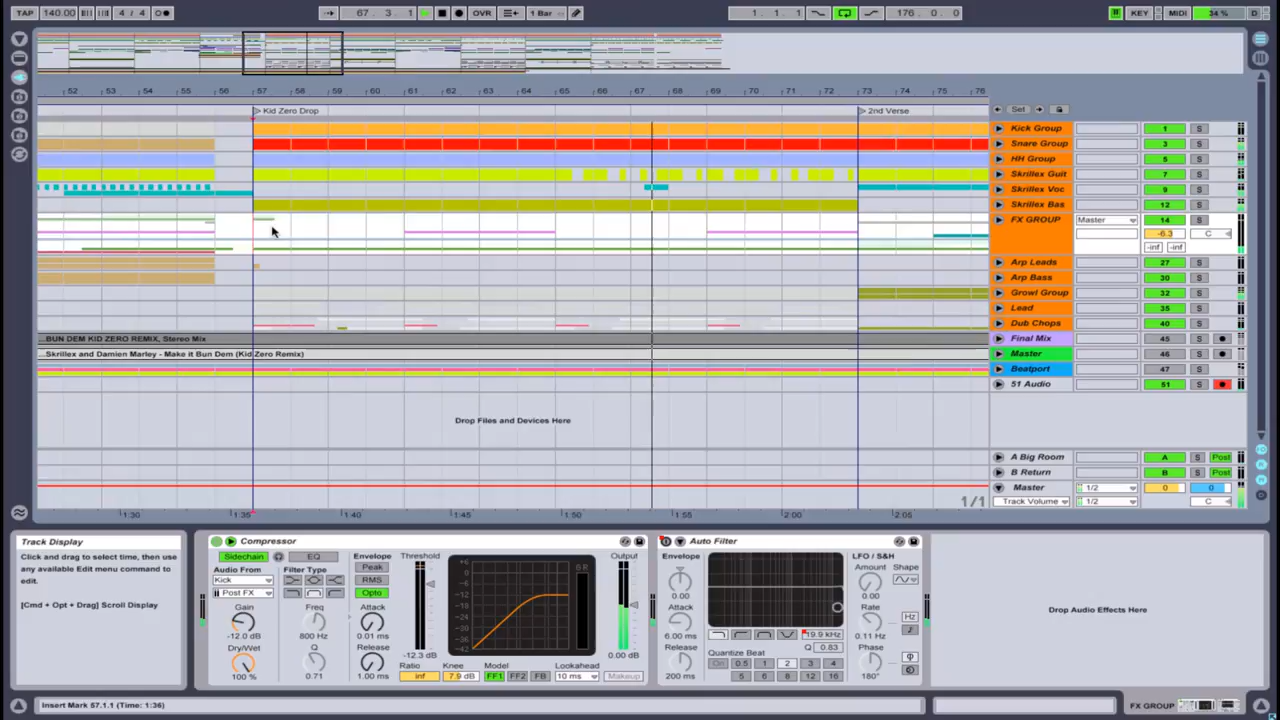 TAP 140.00 4 / 4 67. 3. 1 OVR 1 Bar 1. 1. 1 176. 0. 0 KEY MIDI 34 % D
52 53 54 55 56 57 58 59 60 61 62 63 64 65 66 67 68 69 70 71 72 73 74 75 76
Kid Zero Drop 2nd Verse Set
Kick Group 1 S
Snare Group 3 S
HH Group 5 S
Skrillex Guit 7 S
Skrillex Voc 9 S
Skrillex Bas 12 S
FX GROUP Master 14 S
-6.3 C
-inf -inf
Arp Leads 27 S
Arp Bass 30 S
Growl Group 32 S
Lead 35 S
Dub Chops 40 S
...BUN DEM KID ZERO REMIX, Stereo Mix Final Mix 45 S
...Skrillex and Damien Marley - Make it Bun Dem (Kid Zero Remix) Master 46 S
Beatport 47 S
51 Audio 51 S
Drop Files and Devices Here
A Big Room A S Post
B Return B S Post
Master 1/2 0 0
1/1 Track Volume 1/2 C
1:30 1:35 1:40 1:45 1:50 1:55 2:00 2:05
Track Display
Click and drag to select time, then use
any available Edit menu command to
edit.
[Cmd + Opt + Drag] Scroll Display
Compressor
Sidechain EQ Envelope Threshold Output
Audio From Filter Type Peak
Kick RMS
Post FX Opto
Gain Freq Attack
-12.0 dB 800 Hz 0.01 ms
Dry/Wet Q Release
100 % 0.71 1.00 ms
+6 0 -6 -12 -18 -24 -30 -36 -42 GR
-12.3 dB 0.00 dB
Ratio Knee Model Lookahead
inf 7.9 dB FF1 FF2 FB 10 ms Makeup
Auto Filter
Envelope LFO / S&H
Amount Shape
0.00 0.00
Attack Rate
6.00 ms 0.11 Hz Hz
19.9 kHz
Release Quantize Beat Q 0.83 Phase
On 0.5 1 2 3 4
200 ms 5 6 8 12 16 180°
Drop Audio Effects Here
Insert Mark 57.1.1 (Time: 1:36) FX GROUP